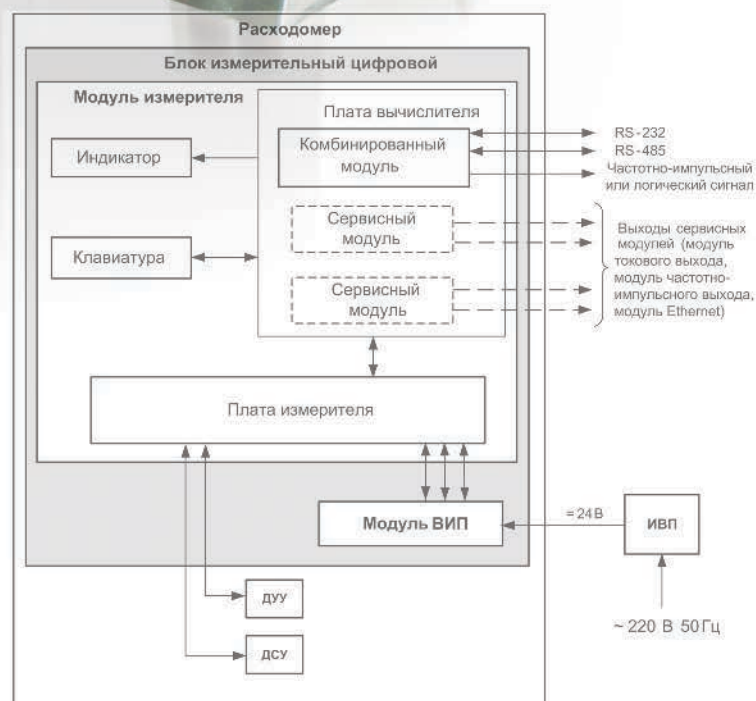 Расходомер
Блок измерительный цифровой
Модуль измерителя
Плата вычислителя
Индикатор
Комбинированный
модуль
RS-232
RS-485
Частотно-импульсный
или логический сигнал
Клавиатура
Сервисный
модуль
Сервисный
модуль
Выходы сервисных
модулей (модуль
токового выхода,
модуль частотно-
импульсного выхода,
модуль Ethernet)
Плата измерителя
Модуль ВИП
=24В
ИВП
~ 220 В 50 Гц
ДУУ
ДСУ